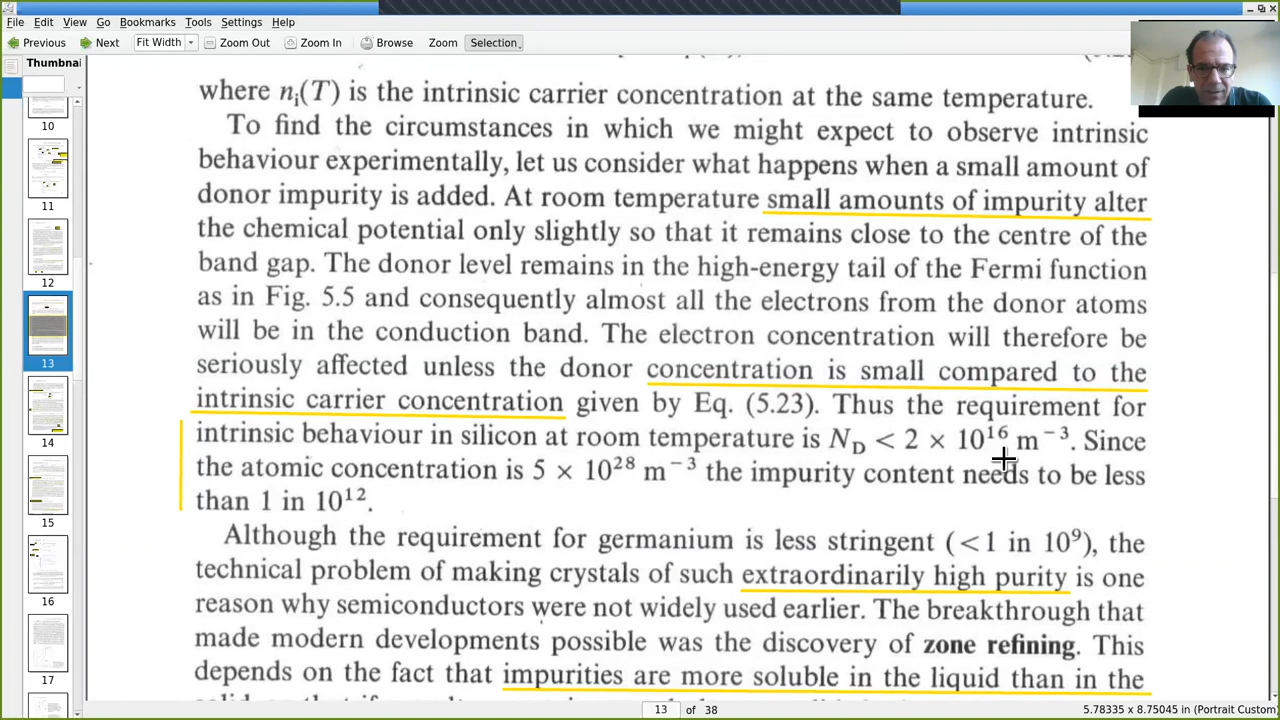 File Edit View Go Bookmarks Tools Settings Help
Previous Next Fit Width Zoom Out Zoom In Browse Zoom Selection
Thumbnai
10
11
12
13
14
15
16
17
where nᵢ(T) is the intrinsic carrier concentration at the same temperature.
To find the circumstances in which we might expect to observe intrinsic
behaviour experimentally, let us consider what happens when a small amount of
donor impurity is added. At room temperature small amounts of impurity alter
the chemical potential only slightly so that it remains close to the centre of the
band gap. The donor level remains in the high-energy tail of the Fermi function
as in Fig. 5.5 and consequently almost all the electrons from the donor atoms
will be in the conduction band. The electron concentration will therefore be
seriously affected unless the donor concentration is small compared to the
intrinsic carrier concentration given by Eq. (5.23). Thus the requirement for
intrinsic behaviour in silicon at room temperature is N_D < 2 × 10¹⁶ m⁻³. Since
the atomic concentration is 5 × 10²⁸ m⁻³ the impurity content needs to be less
than 1 in 10¹².
Although the requirement for germanium is less stringent (<1 in 10⁹), the
technical problem of making crystals of such extraordinarily high purity is one
reason why semiconductors were not widely used earlier. The breakthrough that
made modern developments possible was the discovery of zone refining. This
depends on the fact that impurities are more soluble in the liquid than in the
13 of 38
5.78335 x 8.75045 in (Portrait Custom)